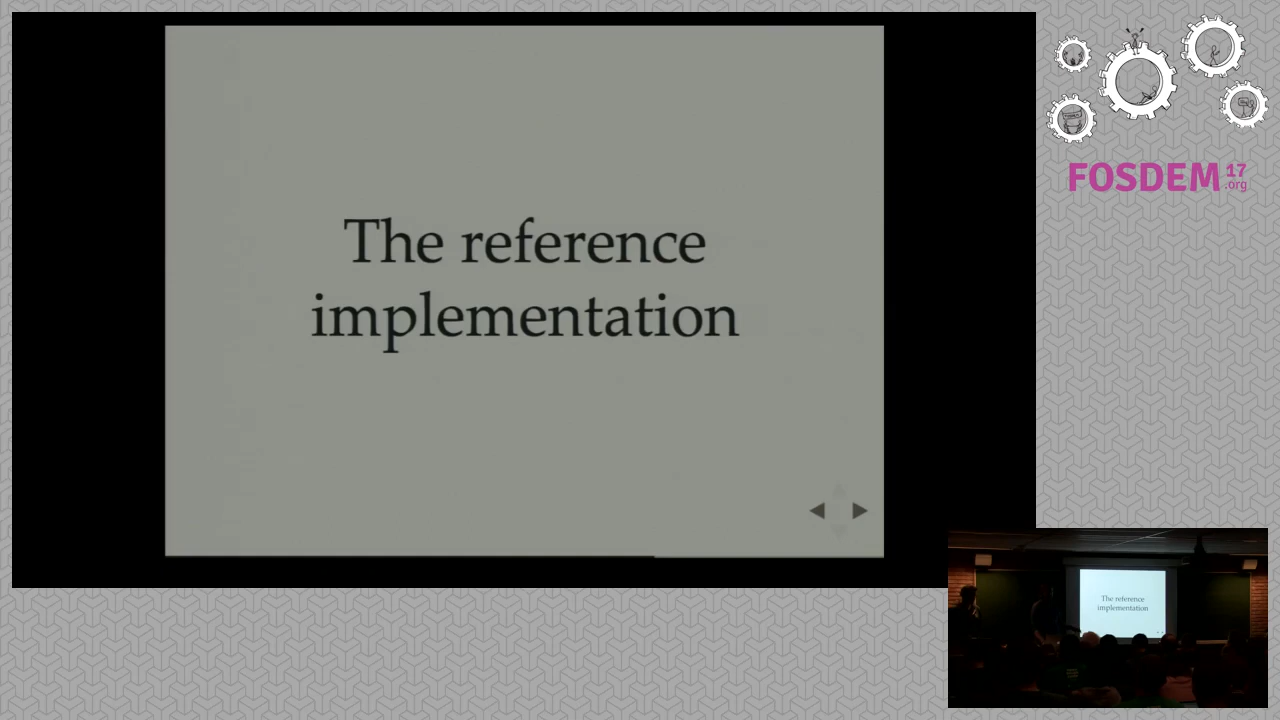 The reference
implementation
FOSDEM 17
.org
The reference
implementation